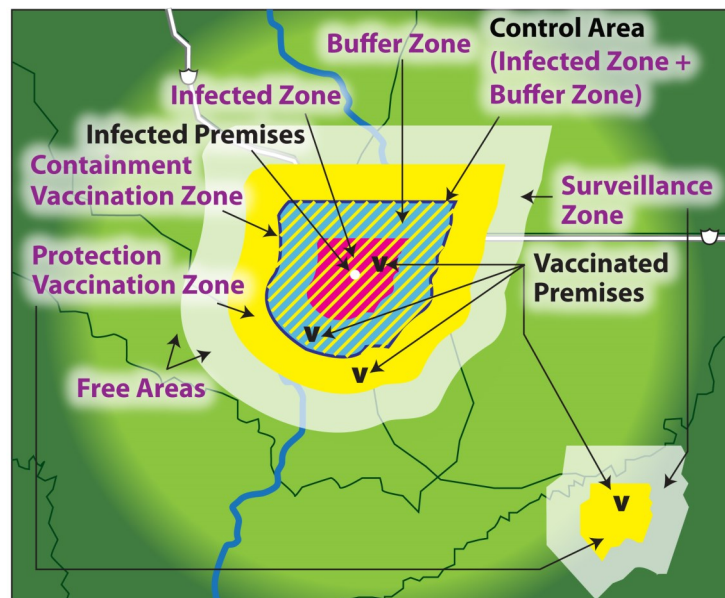 Buffer Zone
Control Area
(Infected Zone +
Buffer Zone)
Infected Zone
Infected Premises
Containment
Vaccination Zone
Surveillance
Zone
Protection
Vaccination Zone
Vaccinated
Premises
V
V
V
Free Areas
V